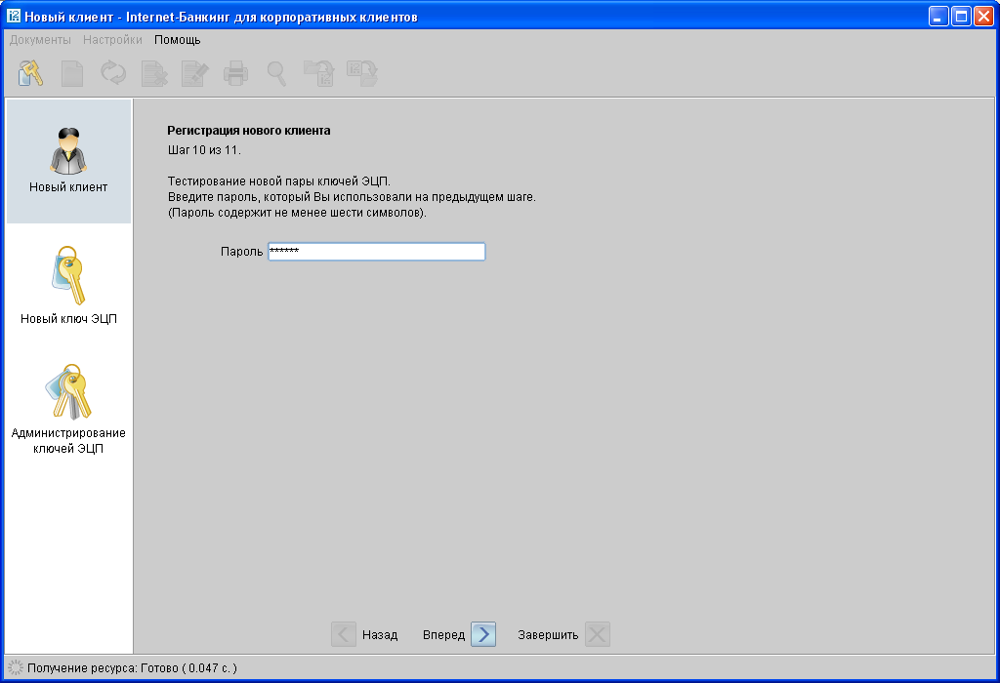 Новый клиент - Internet-Банкинг для корпоративных клиентов
Документы Настройки Помощь
Новый клиент
Новый ключ ЭЦП
Администрирование
ключей ЭЦП
Регистрация нового клиента
Шаг 10 из 11.
Тестирование новой пары ключей ЭЦП.
Введите пароль, который Вы использовали на предыдущем шаге.
(Пароль содержит не менее шести символов).
Пароль ******
Назад Вперед Завершить
Получение ресурса: Готово ( 0.047 с. )